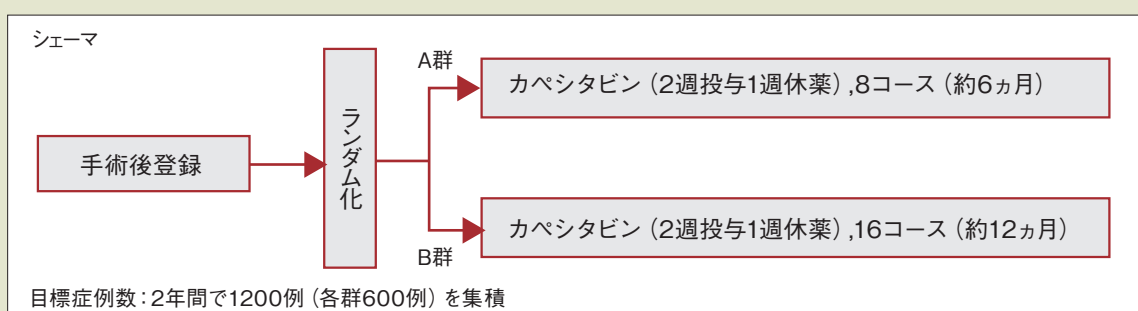 シェーマ
A群
カペシタビン（2週投与1週休薬）,8コース（約6ヵ月）
手術後登録
ランダム化
カペシタビン（2週投与1週休薬）,16コース（約12ヵ月）
B群
目標症例数：2年間で1200例（各群600例）を集積